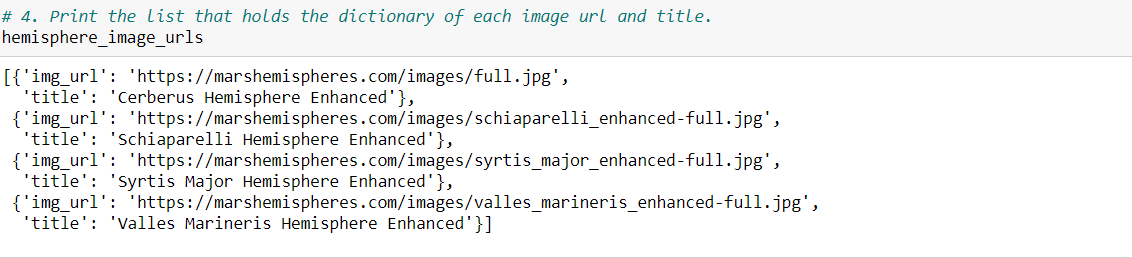 # 4. Print the list that holds the dictionary of each image url and title.
hemisphere_image_urls
[{'img_url': 'https://marshemispheres.com/images/full.jpg',
'title': 'Cerberus Hemisphere Enhanced'},
{'img_url': 'https://marshemispheres.com/images/schiaparelli_enhanced-full.jpg',
'title': 'Schiaparelli Hemisphere Enhanced'},
{'img_url': 'https://marshemispheres.com/images/syrtis_major_enhanced-full.jpg',
'title': 'Syrtis Major Hemisphere Enhanced'},
{'img_url': 'https://marshemispheres.com/images/valles_marineris_enhanced-full.jpg',
'title': 'Valles Marineris Hemisphere Enhanced'}]